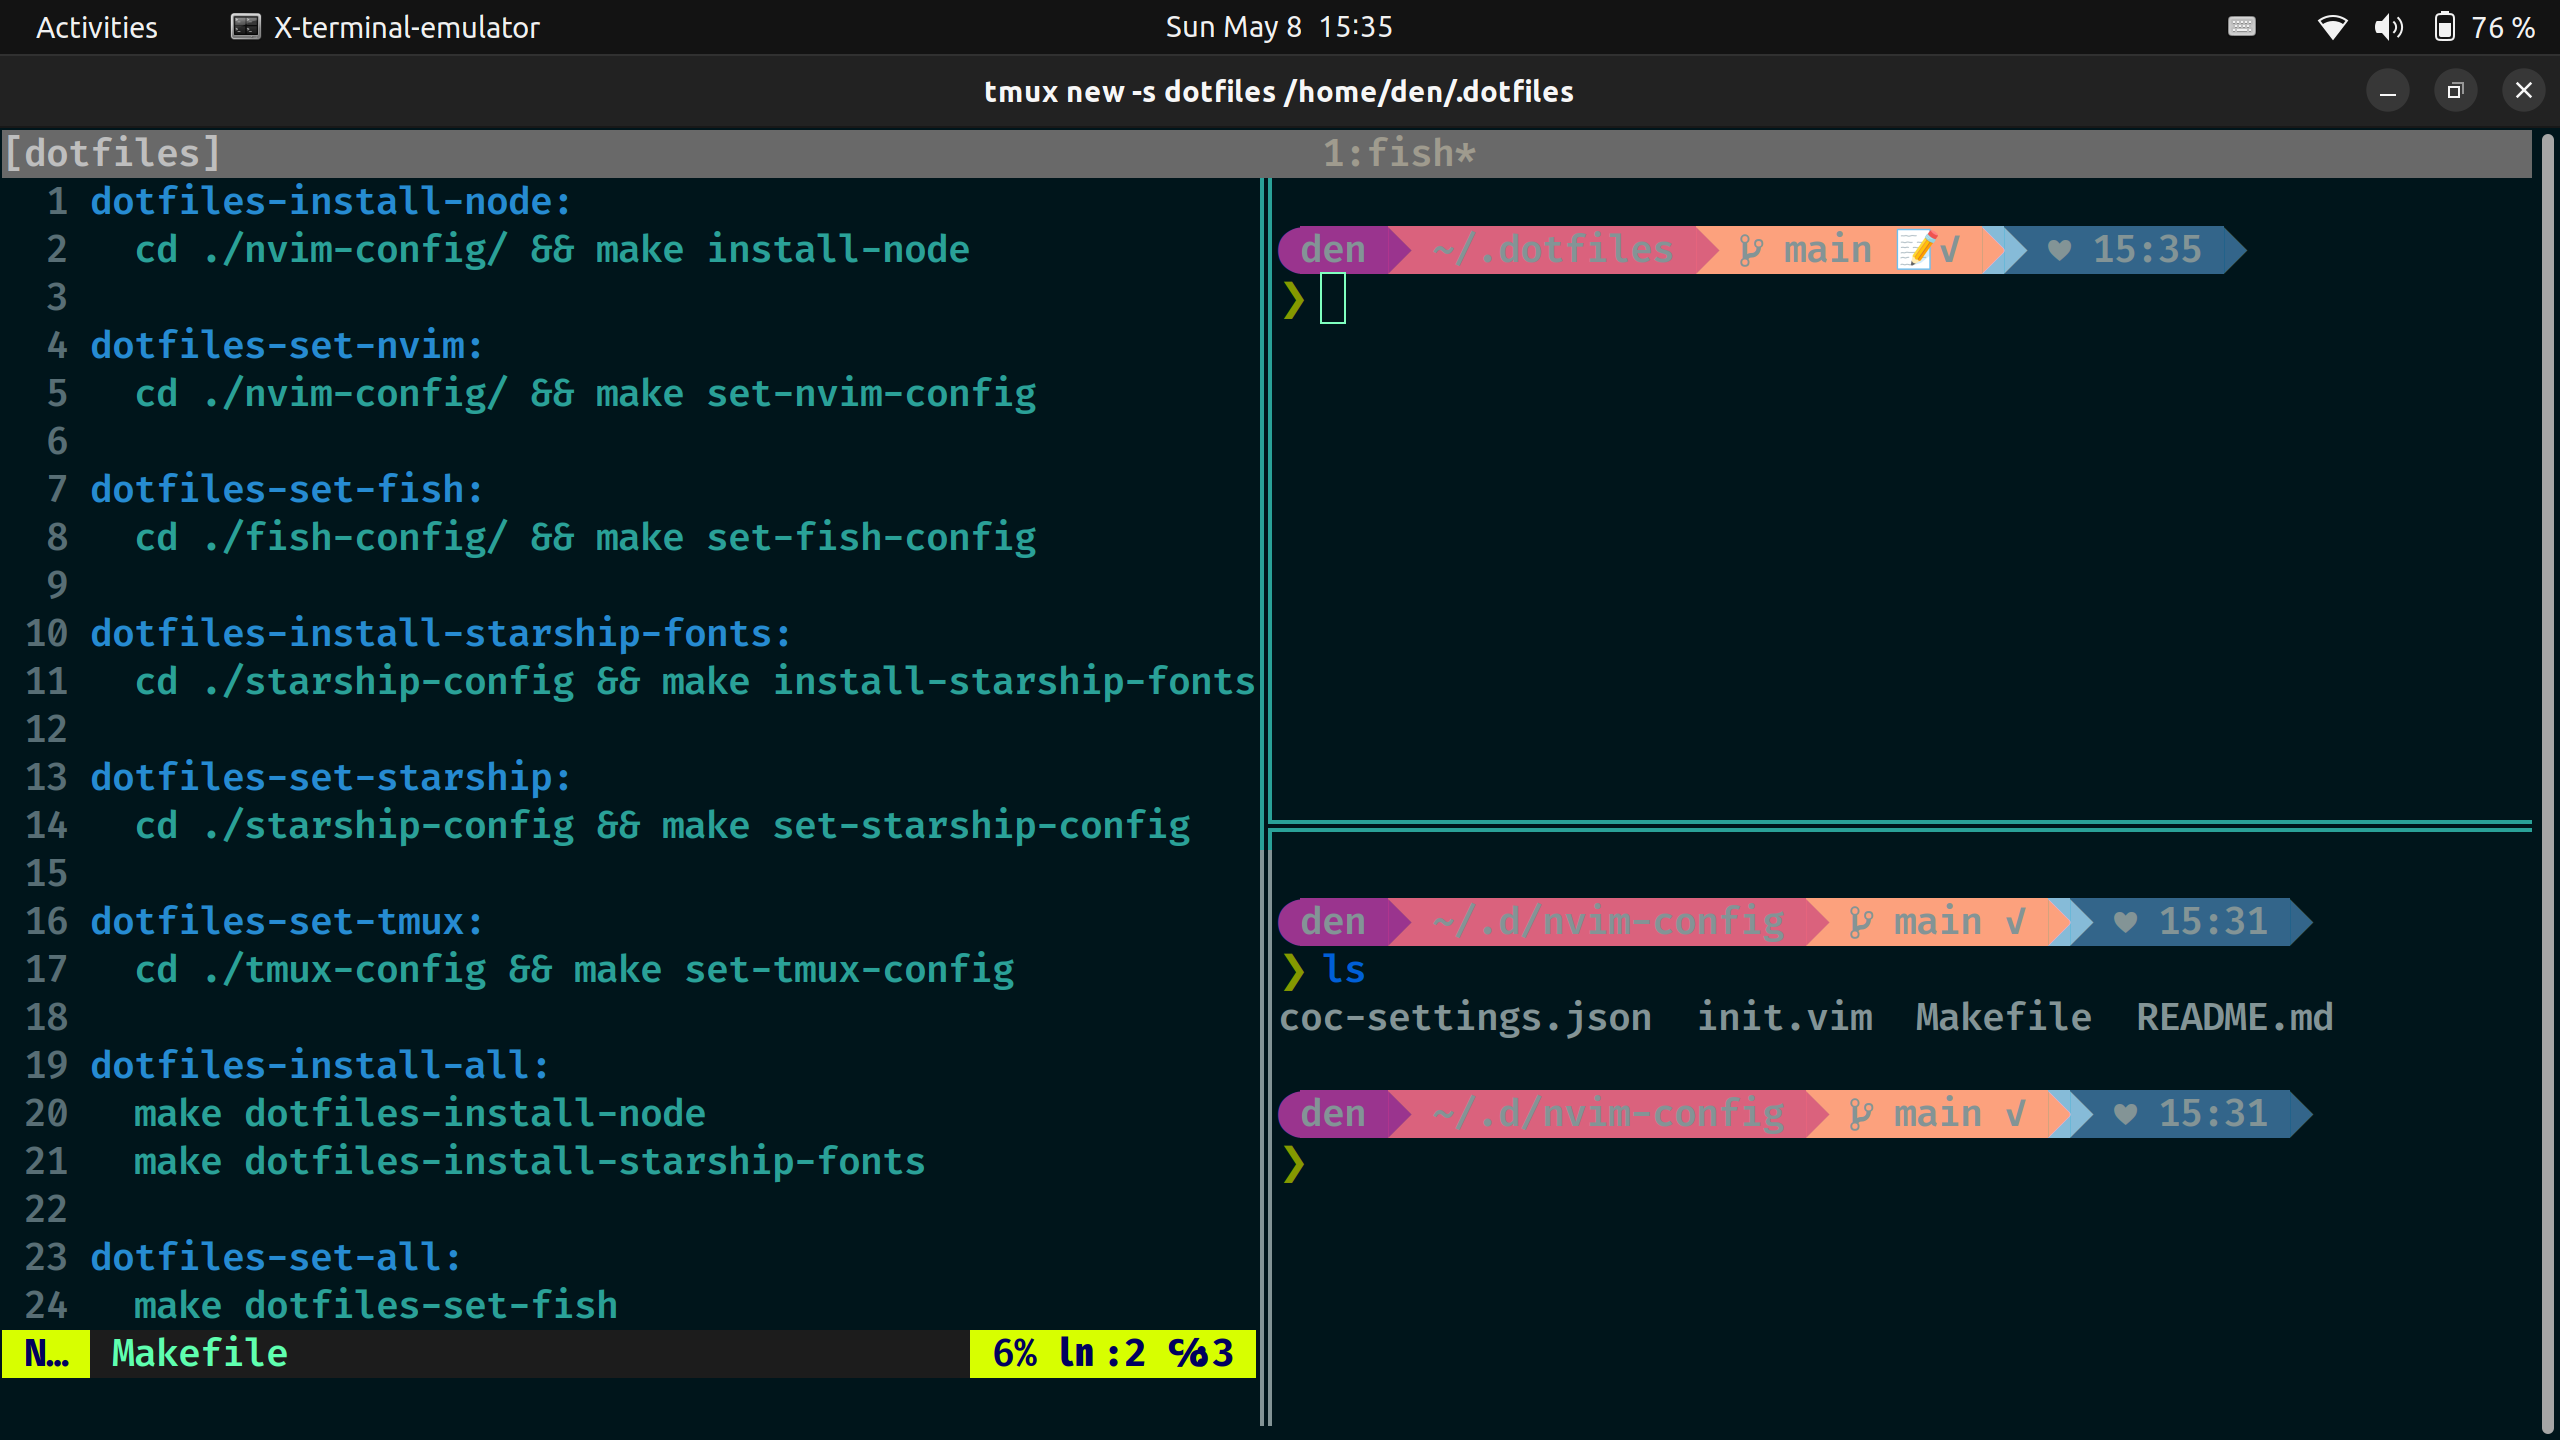 Activities X-terminal-emulator Sun May 8 15:35 76 %
tmux new -s dotfiles /home/den/.dotfiles
[dotfiles] 1:fish*
1 dotfiles-install-node:
2 cd ./nvim-config/ && make install-node
3
4 dotfiles-set-nvim:
5 cd ./nvim-config/ && make set-nvim-config
6
7 dotfiles-set-fish:
8 cd ./fish-config/ && make set-fish-config
9
10 dotfiles-install-starship-fonts:
11 cd ./starship-config && make install-starship-fonts
12
13 dotfiles-set-starship:
14 cd ./starship-config && make set-starship-config
15
16 dotfiles-set-tmux:
17 cd ./tmux-config && make set-tmux-config
18
19 dotfiles-install-all:
20 make dotfiles-install-node
21 make dotfiles-install-starship-fonts
22
23 dotfiles-set-all:
24 make dotfiles-set-fish
N… Makefile 6% ln :2 ℅:3
den ~/.dotfiles main 📝√ ♥ 15:35
❯
den ~/.d/nvim-config main √ ♥ 15:31
❯ ls
coc-settings.json init.vim Makefile README.md
den ~/.d/nvim-config main √ ♥ 15:31
❯